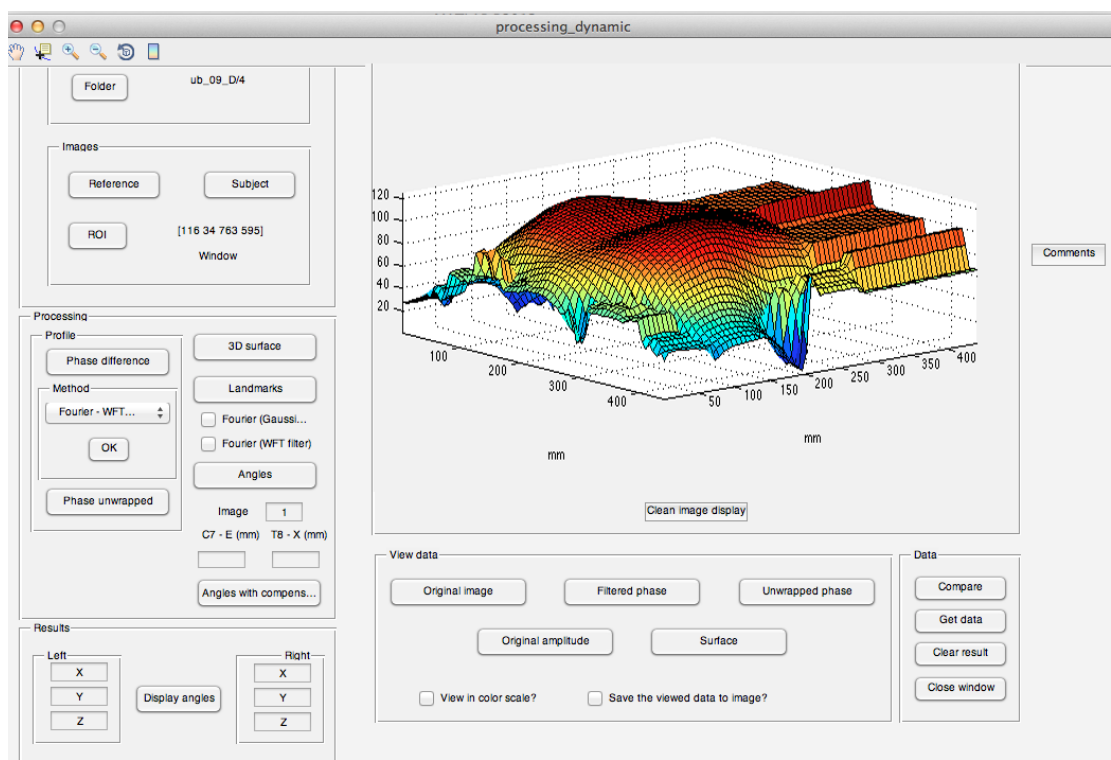 processing_dynamic
Folder
ub_09_D/4
Images
Reference
Subject
ROI
[116 34 763 595]
Window
Processing
Profile
Phase difference
Method
Fourier - WFT...
OK
Phase unwrapped
3D surface
Landmarks
Fourier (Gaussi...
Fourier (WFT filter)
Angles
Image 1
C7 - E (mm) T8 - X (mm)
Angles with compens...
Results
Left
X
Y
Z
Display angles
Right
X
Y
Z
120
100
80
60
40
20
100
200
300
400
mm
50
100
150
200
250
300
350
400
mm
Clean image display
Comments
View data
Original image
Filtered phase
Unwrapped phase
Original amplitude
Surface
View in color scale?
Save the viewed data to image?
Data
Compare
Get data
Clear result
Close window